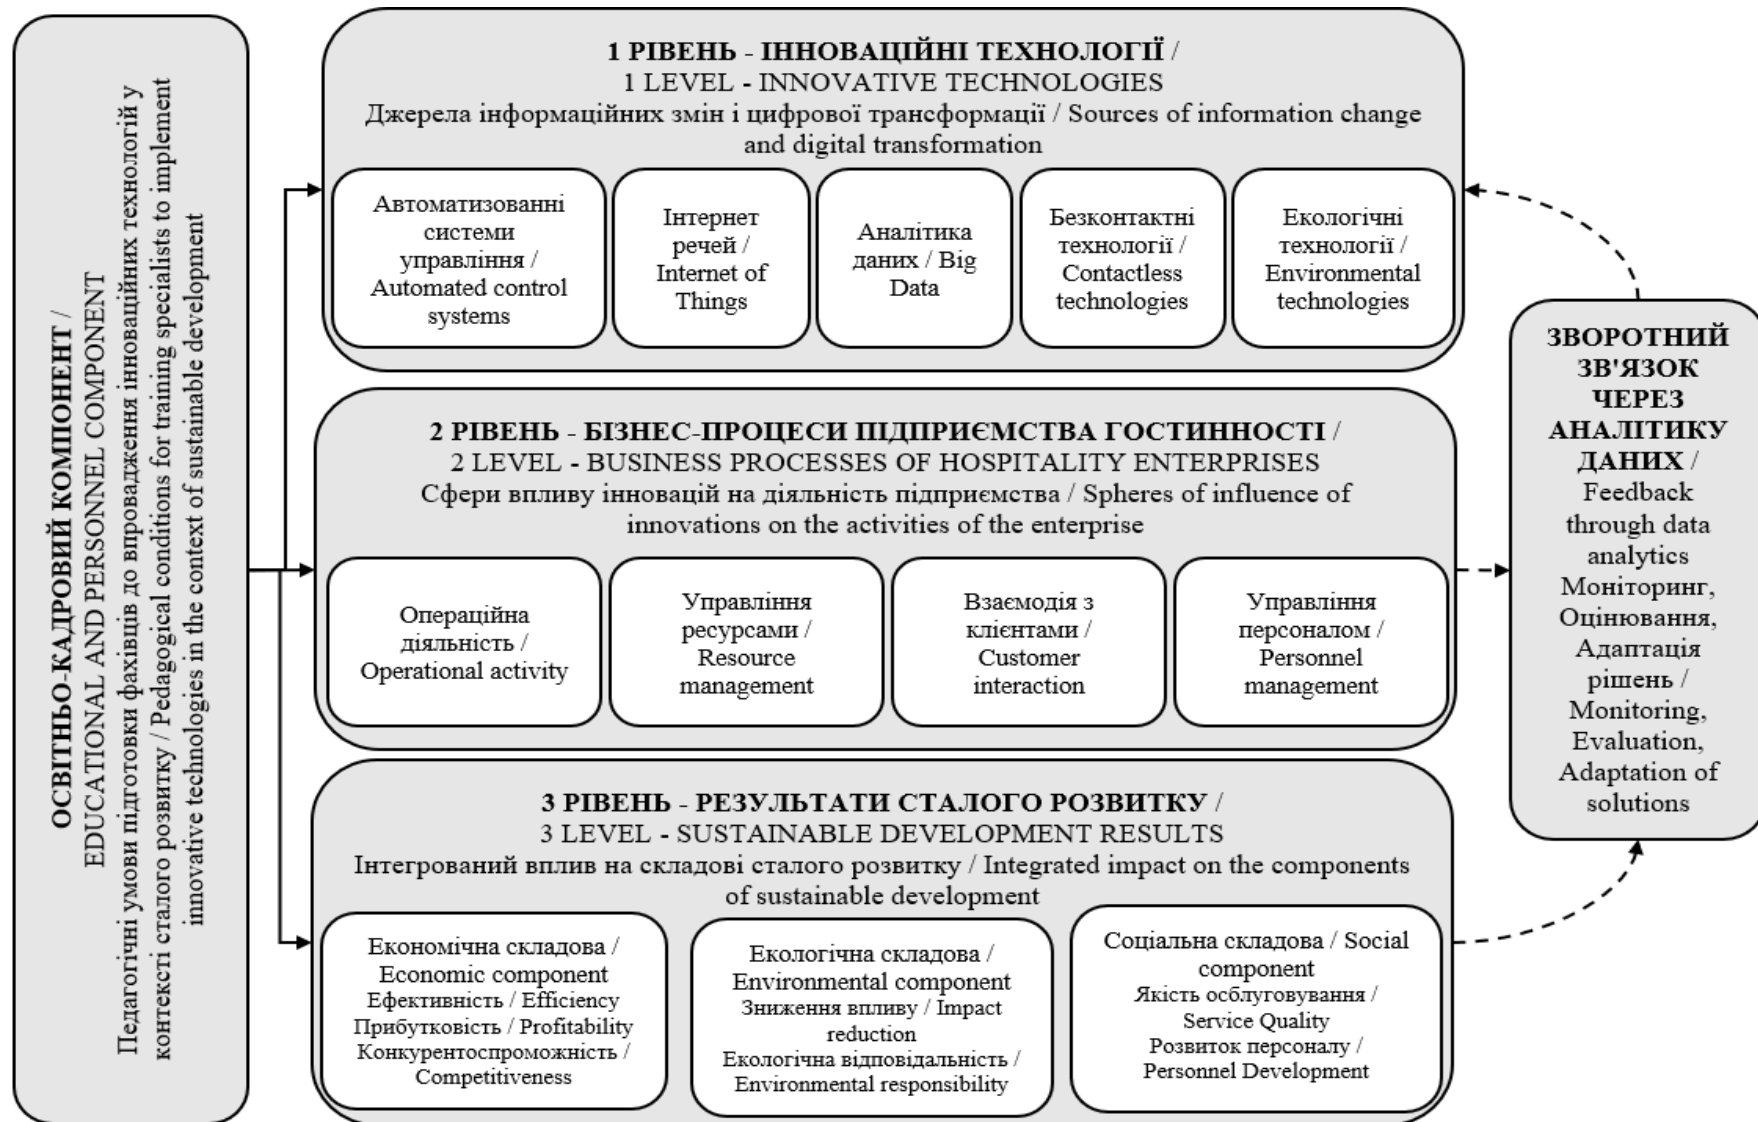 ОСВІТНЬО-КАДРОВИЙ КОМПОНЕНТ /
EDUCATIONAL AND PERSONNEL COMPONENT
Педагогічні умови підготовки фахівців до впровадження інноваційних технологій у
контексті сталого розвитку / Pedagogical conditions for training specialists to implement
innovative technologies in the context of sustainable development
1 РІВЕНЬ - ІННОВАЦІЙНІ ТЕХНОЛОГІЇ /
1 LEVEL - INNOVATIVE TECHNOLOGIES
Джерела інформаційних змін і цифрової трансформації / Sources of information change
and digital transformation
Автоматизованні
системи
управління /
Automated control
systems
Інтернет
речей /
Internet of
Things
Аналітика
даних / Big
Data
Безконтактні
технології /
Contactless
technologies
Екологічні
технології /
Environmental
technologies
2 РІВЕНЬ - БІЗНЕС-ПРОЦЕСИ ПІДПРИЄМСТВА ГОСТИННОСТІ /
2 LEVEL - BUSINESS PROCESSES OF HOSPITALITY ENTERPRISES
Сфери впливу інновацій на діяльність підприємства / Spheres of influence of
innovations on the activities of the enterprise
Операційна
діяльність /
Operational activity
Управління
ресурсами /
Resource
management
Взаємодія з
клієнтами /
Customer
interaction
Управління
персоналом /
Personnel
management
3 РІВЕНЬ - РЕЗУЛЬТАТИ СТАЛОГО РОЗВИТКУ /
3 LEVEL - SUSTAINABLE DEVELOPMENT RESULTS
Інтегрований вплив на складові сталого розвитку / Integrated impact on the components
of sustainable development
Економічна складова /
Economic component
Ефективність / Efficiency
Прибутковість / Profitability
Конкурентоспроможність /
Competitiveness
Екологічна складова /
Environmental component
Зниження впливу / Impact
reduction
Екологічна відповідальність /
Environmental responsibility
Соціальна складова / Social
component
Якість осблуговування /
Service Quality
Розвиток персоналу /
Personnel Development
ЗВОРОТНИЙ
ЗВ'ЯЗОК
ЧЕРЕЗ
АНАЛІТИКУ
ДАНИХ /
Feedback
through data
analytics
Моніторинг,
Оцінювання,
Адаптація
рішень /
Monitoring,
Evaluation,
Adaptation of
solutions